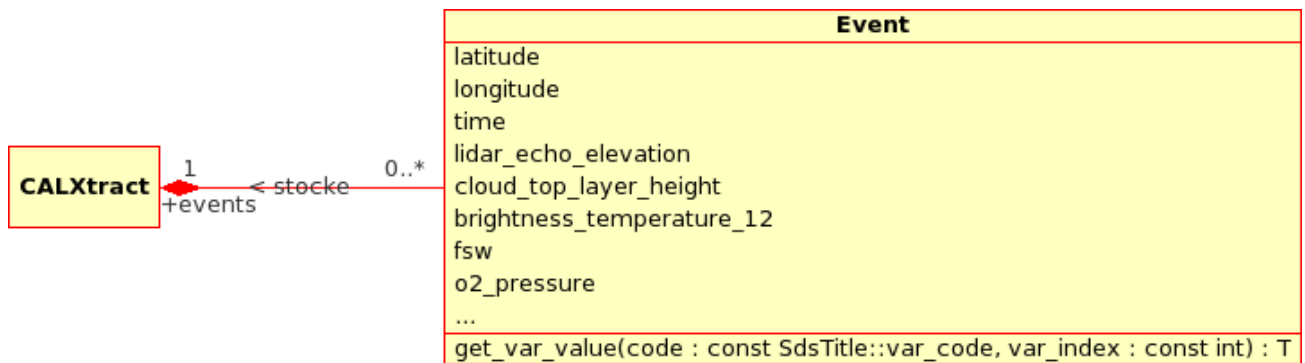 Event
latitude
longitude
time
lidar_echo_elevation
cloud_top_layer_height
brightness_temperature_12
fsw
o2_pressure
...
get_var_value(code : const SdsTitle::var_code, var_index : const int) : T
CALXtract
1
0..*
< stocke
+events